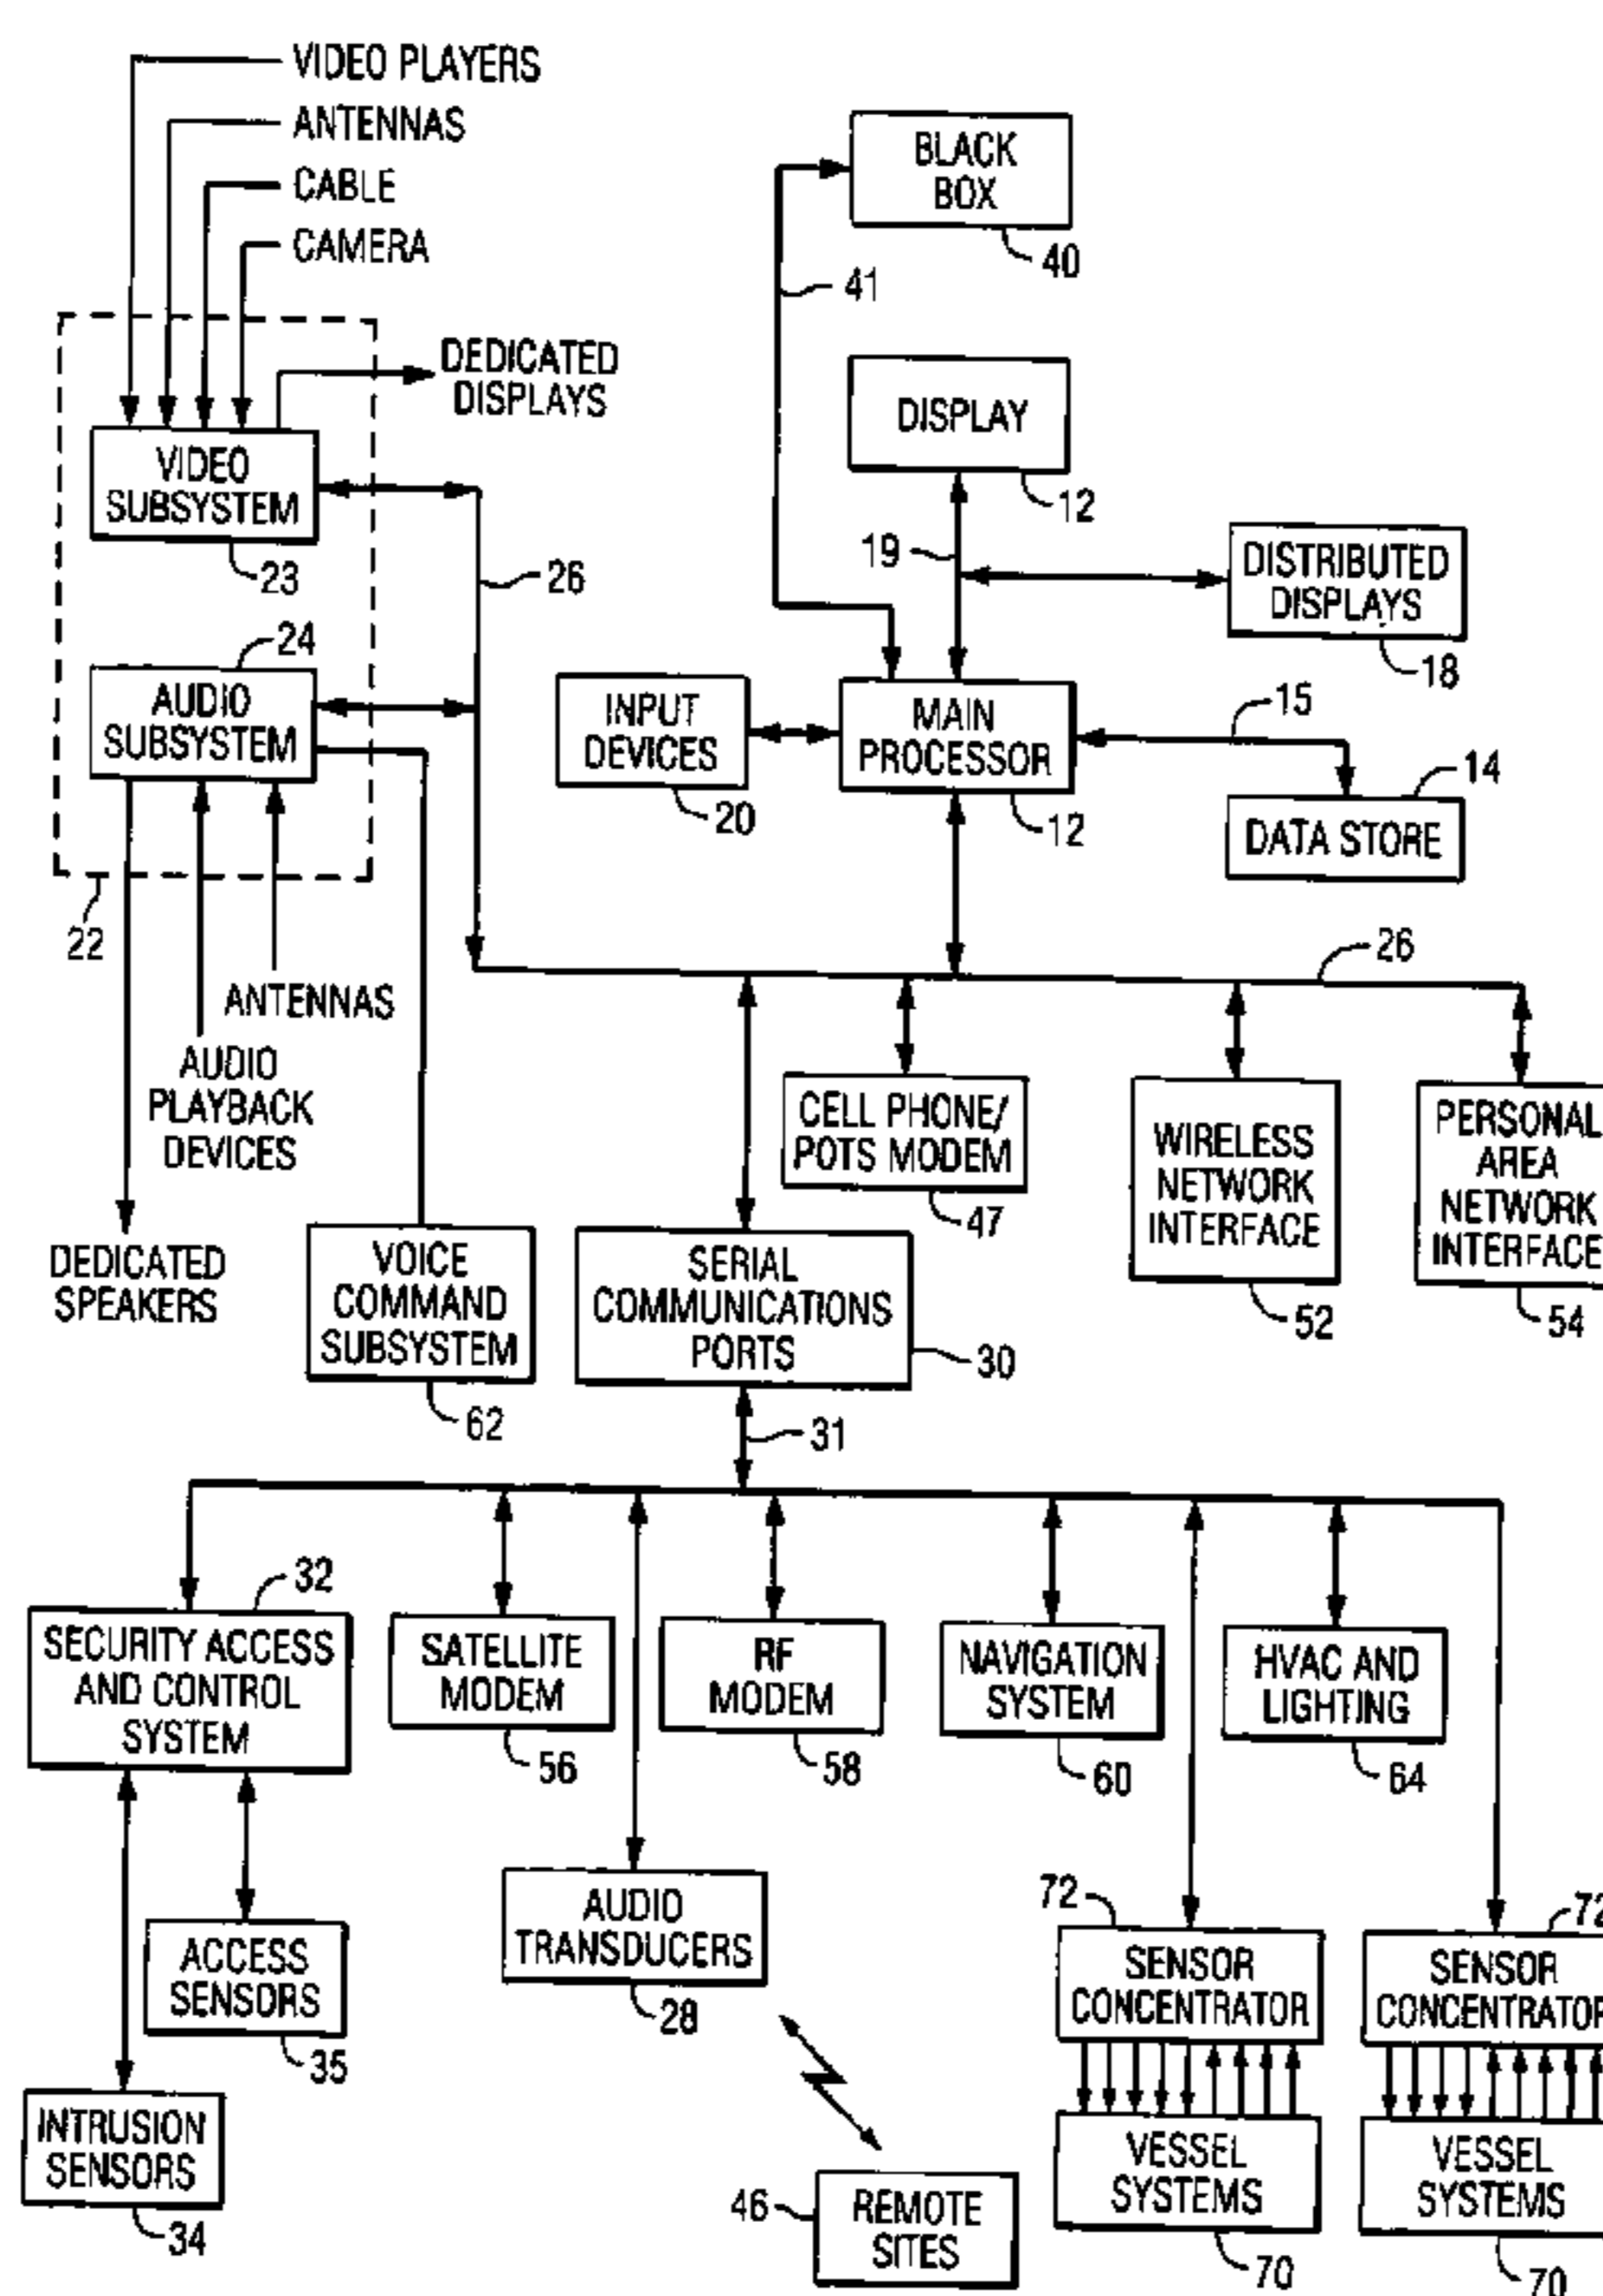 VIDEO PLAYERS
ANTENNAS
CABLE
CAMERA
BLACK
BOX
40
41
DEDICATED
DISPLAYS
DISPLAY
12
VIDEO
SUBSYSTEM
23
26
19
DISTRIBUTED
DISPLAYS
18
24
AUDIO
SUBSYSTEM
INPUT
DEVICES
20
MAIN
PROCESSOR
12
15
14
DATA STORE
22
26
ANTENNAS
AUDIO
PLAYBACK
DEVICES
DEDICATED
SPEAKERS
VOICE
COMMAND
SUBSYSTEM
62
CELL PHONE/
POTS MODEM
47
SERIAL
COMMUNICATIONS
PORTS
30
WIRELESS
NETWORK
INTERFACE
52
PERSONAL
AREA
NETWORK
INTERFACE
54
31
32
SECURITY ACCESS
AND CONTROL
SYSTEM
SATELLITE
MODEM
56
RF
MODEM
58
NAVIGATION
SYSTEM
60
HVAC AND
LIGHTING
64
AUDIO
TRANSDUCERS
28
ACCESS
SENSORS
35
INTRUSION
SENSORS
34
72
SENSOR
CONCENTRATOR
72
SENSOR
CONCENTRATOR
VESSEL
SYSTEMS
70
VESSEL
SYSTEMS
70
46
REMOTE
SITES